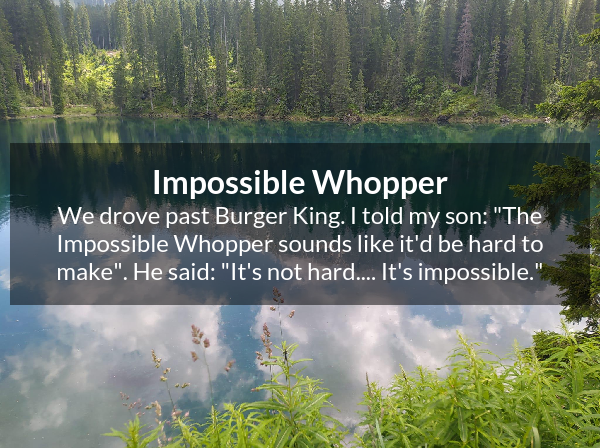 Impossible Whopper
We drove past Burger King. I told my son: "The
Impossible Whopper sounds like it'd be hard to
make". He said: "It's not hard.... It's impossible."